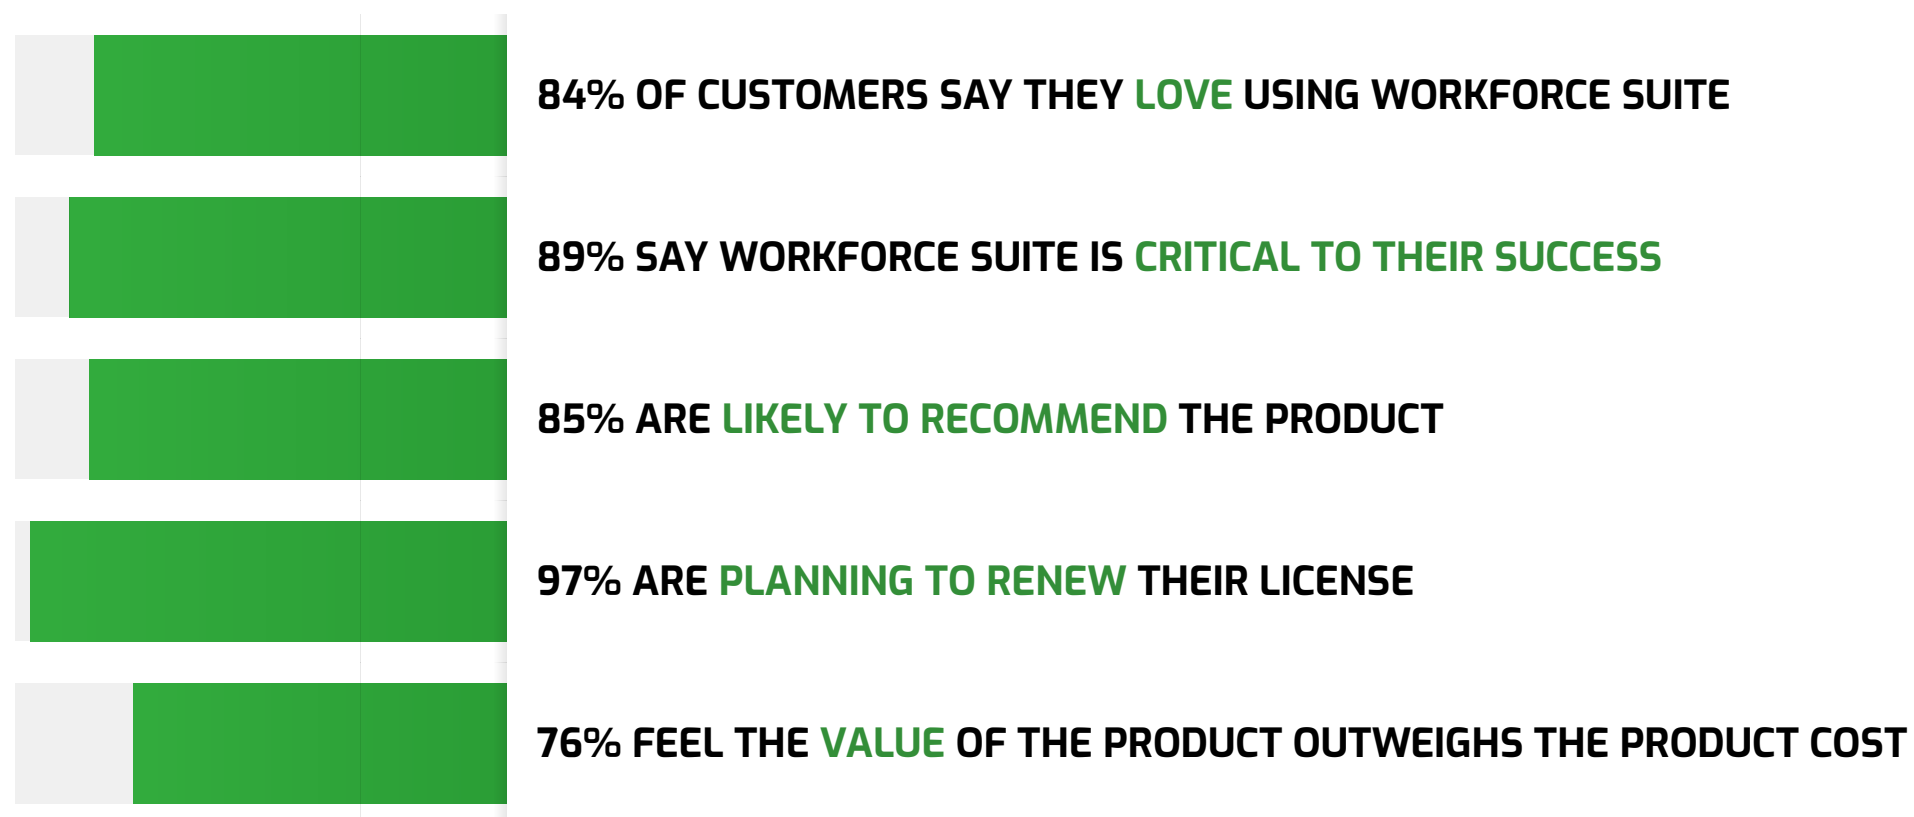 84% OF CUSTOMERS SAY THEY LOVE USING WORKFORCE SUITE
89% SAY WORKFORCE SUITE IS CRITICAL TO THEIR SUCCESS
85% ARE LIKELY TO RECOMMEND THE PRODUCT
97% ARE PLANNING TO RENEW THEIR LICENSE
76% FEEL THE VALUE OF THE PRODUCT OUTWEIGHS THE PRODUCT COST